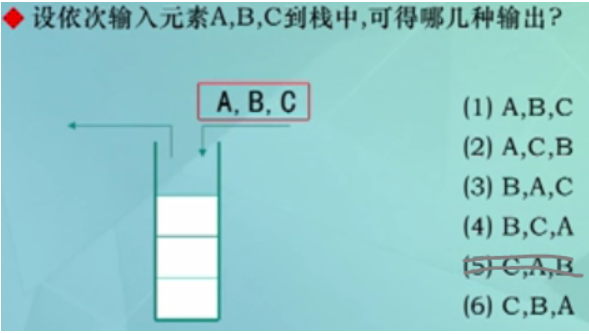 ◆ 设依次输入元素A,B,C到栈中,可得哪几种输出?
A, B, C
(1) A,B,C
(2) A,C,B
(3) B,A,C
(4) B,C,A
(5) C,A,B
(6) C,B,A